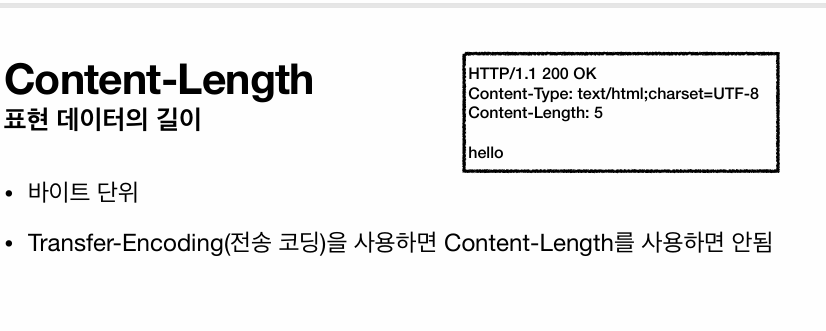 Content-Length
표현 데이터의 길이
HTTP/1.1 200 OK
Content-Type: text/html;charset=UTF-8
Content-Length: 5
hello
• 바이트 단위
• Transfer-Encoding(전송 코딩)을 사용하면 Content-Length를 사용하면 안됨